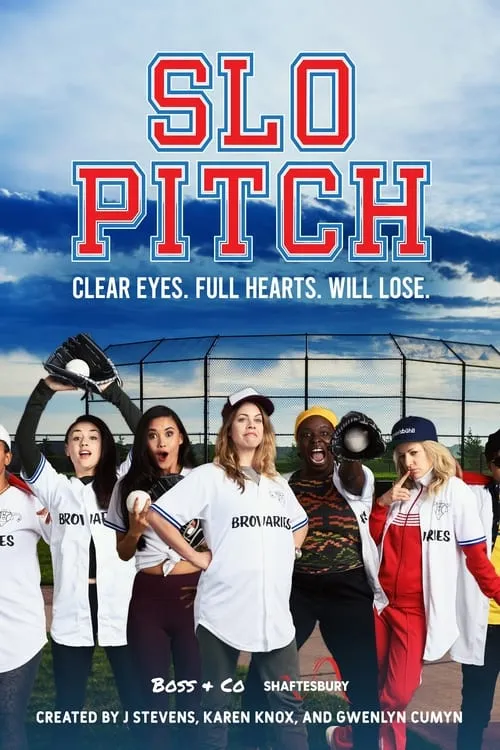 SLO
PITCH
CLEAR EYES. FULL HEARTS. WILL LOSE.
BROVARIES
BOSS & CO SHAFTESBURY
CREATED BY J STEVENS, KAREN KNOX, AND GWENLYN CUMYN